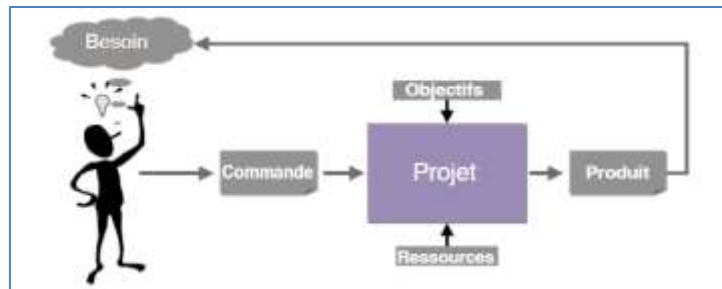 Besoin
Objectifs
Commande
Projet
Produit
Ressources